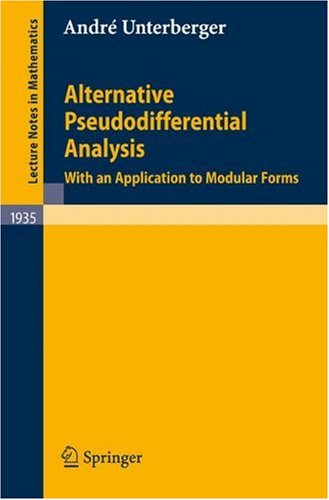 André Unterberger
Lecture Notes in Mathematics
Alternative
Pseudodifferential
Analysis
With an Application to Modular Forms
1935
Springer